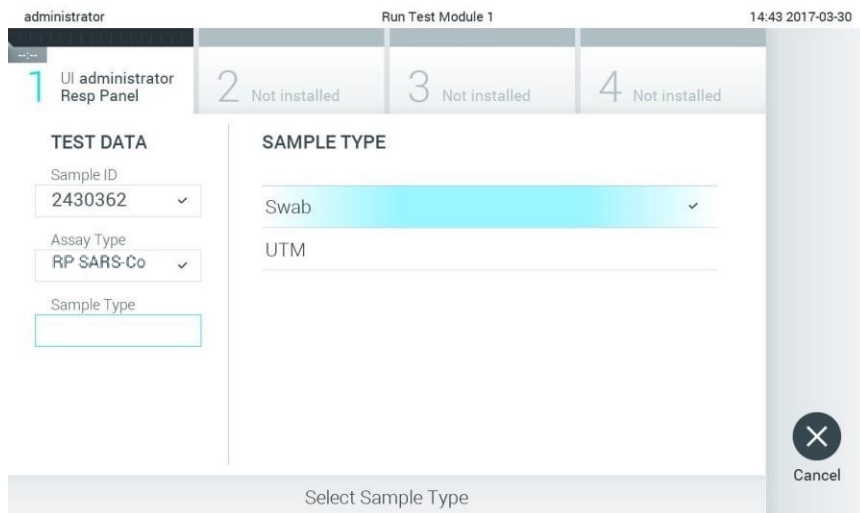 administrator Run Test Module 1 14:43 2017-03-30
--:--
1 UI administrator
Resp Panel
2 Not installed
3 Not installed
4 Not installed
TEST DATA
Sample ID
2430362
Assay Type
RP SARS-Co
Sample Type
SAMPLE TYPE
Swab
UTM
Cancel
Select Sample Type